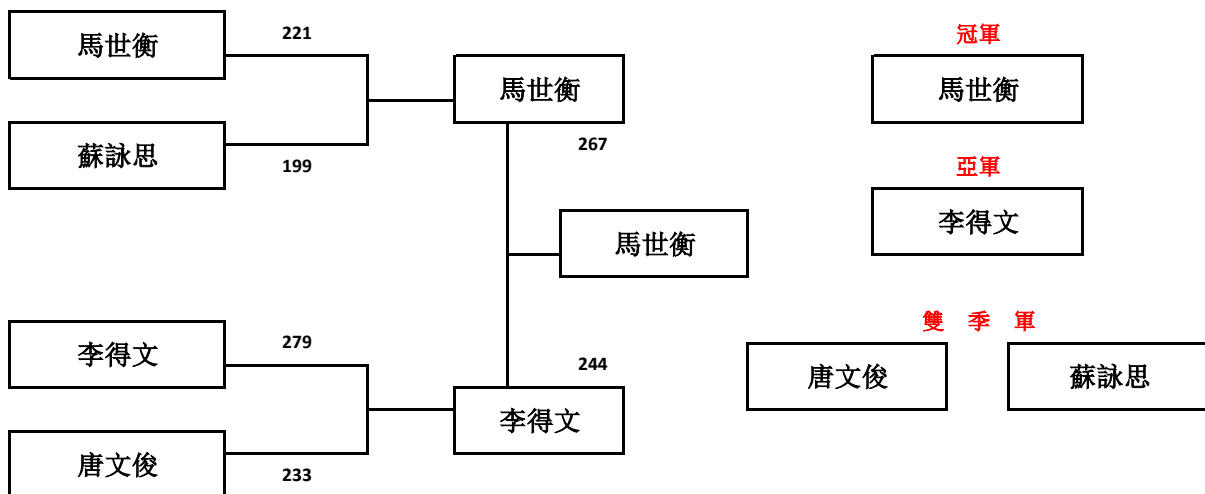 馬世衡
221
蘇詠思
199
馬世衡
267
馬世衡
李得文
279
唐文俊
233
244
李得文
冠軍
馬世衡
亞軍
李得文
雙 季 軍
唐文俊
蘇詠思